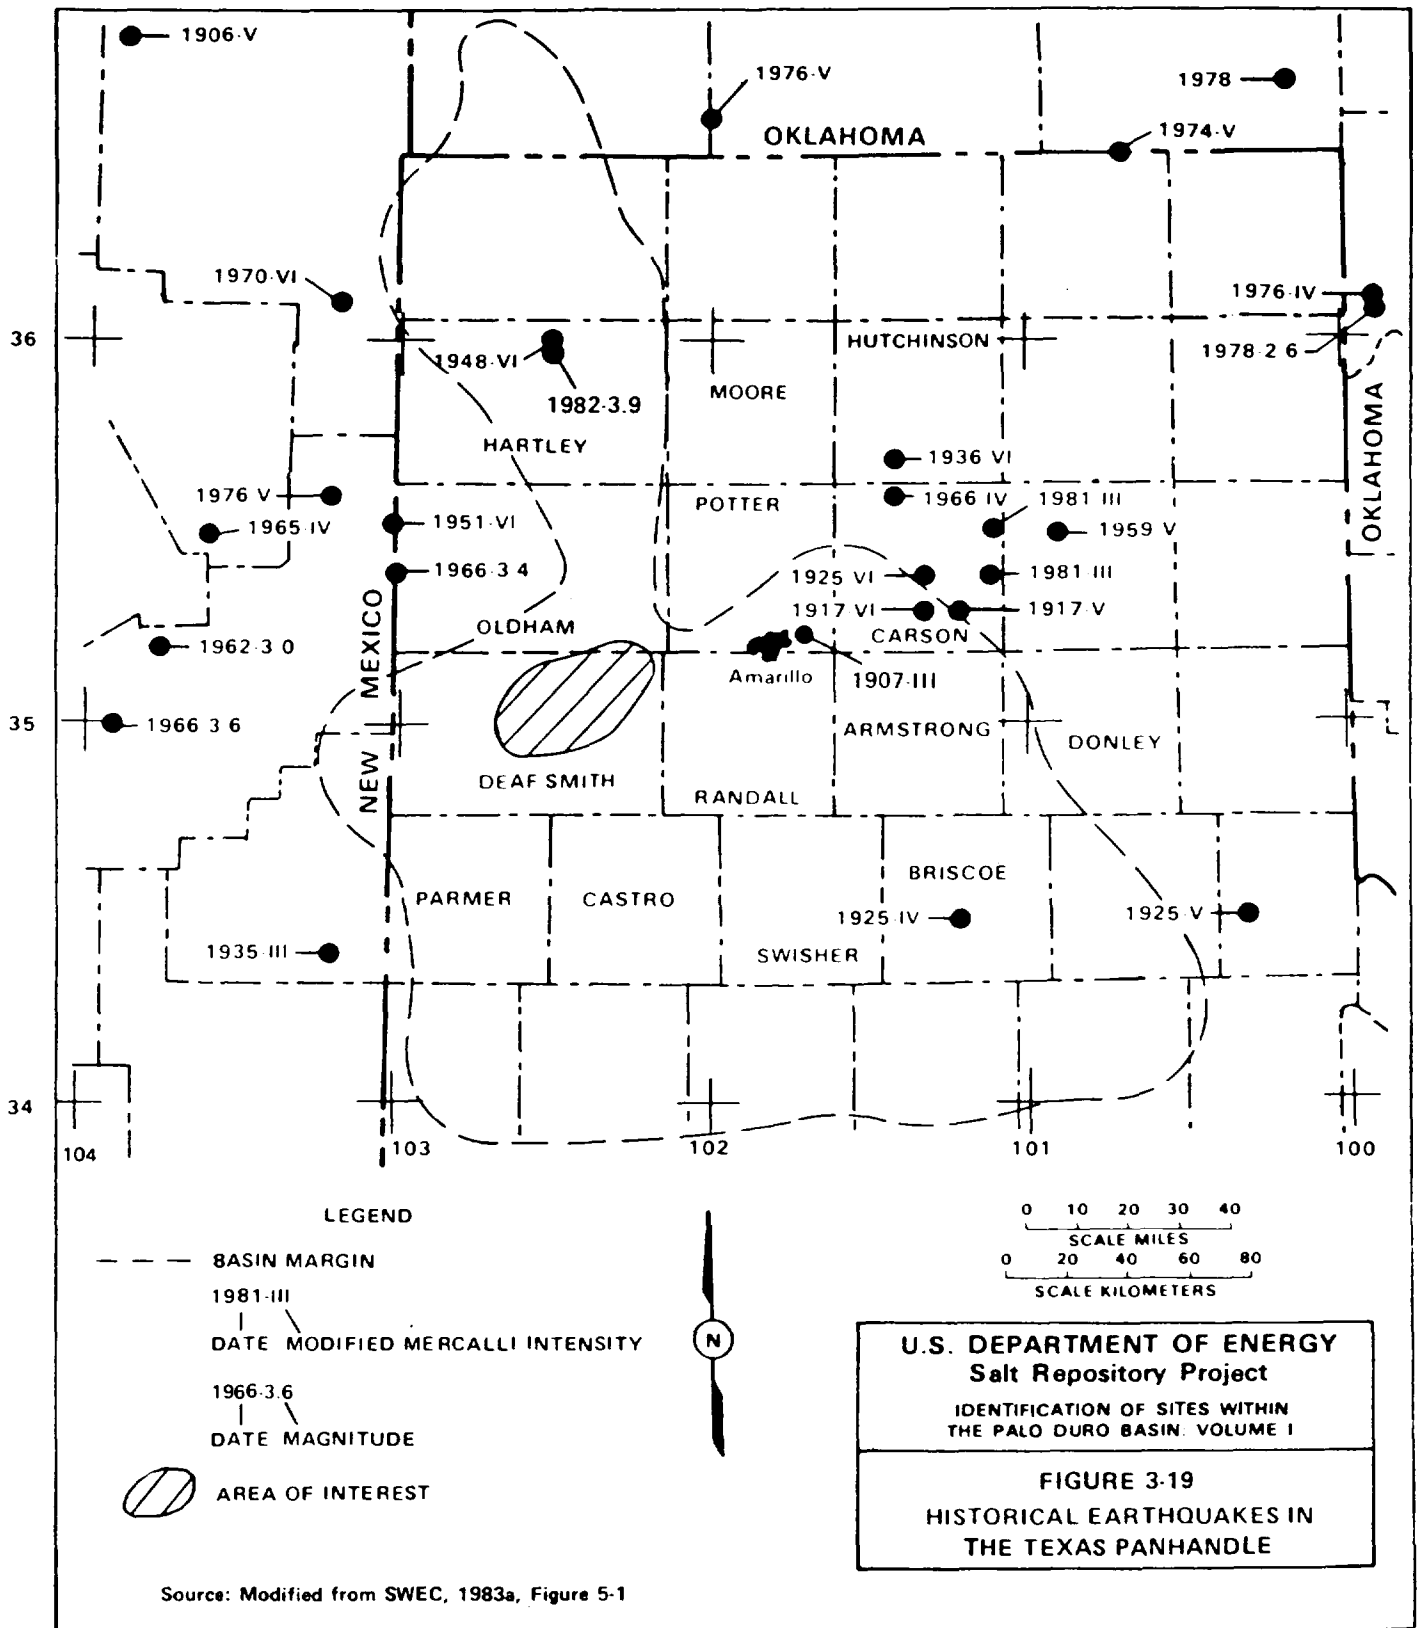 1906-V
1976-V
1978
OKLAHOMA
1974-V
1970-VI
1976-IV
36
HUTCHINSON
1948-VI
1978-2 6
MOORE
1982-3.9
OKLAHOMA
HARTLEY
1936 VI
1976 V
POTTER
1966 IV
1981 III
1965-IV
1951-VI
1959 V
1966-3 4
1925 VI
1981-III
NEW MEXICO
1917-VI
1917-V
OLDHAM
CARSON
1962-3 0
Amarillo
1907-III
35
1966 3 6
ARMSTRONG
DONLEY
DEAF SMITH
RANDALL
BRISCOE
PARMER
CASTRO
1925 IV
1925-V
1935-III
SWISHER
34
104
103
102
101
100
LEGEND
BASIN MARGIN
1981-III
DATE MODIFIED MERCALLI INTENSITY
1966-3.6
DATE MAGNITUDE
AREA OF INTEREST
N
0 10 20 30 40
SCALE MILES
0 20 40 60 80
SCALE KILOMETERS
U.S. DEPARTMENT OF ENERGY
Salt Repository Project
IDENTIFICATION OF SITES WITHIN
THE PALO DURO BASIN: VOLUME I
FIGURE 3-19
HISTORICAL EARTHQUAKES IN
THE TEXAS PANHANDLE
Source: Modified from SWEC, 1983a, Figure 5-1